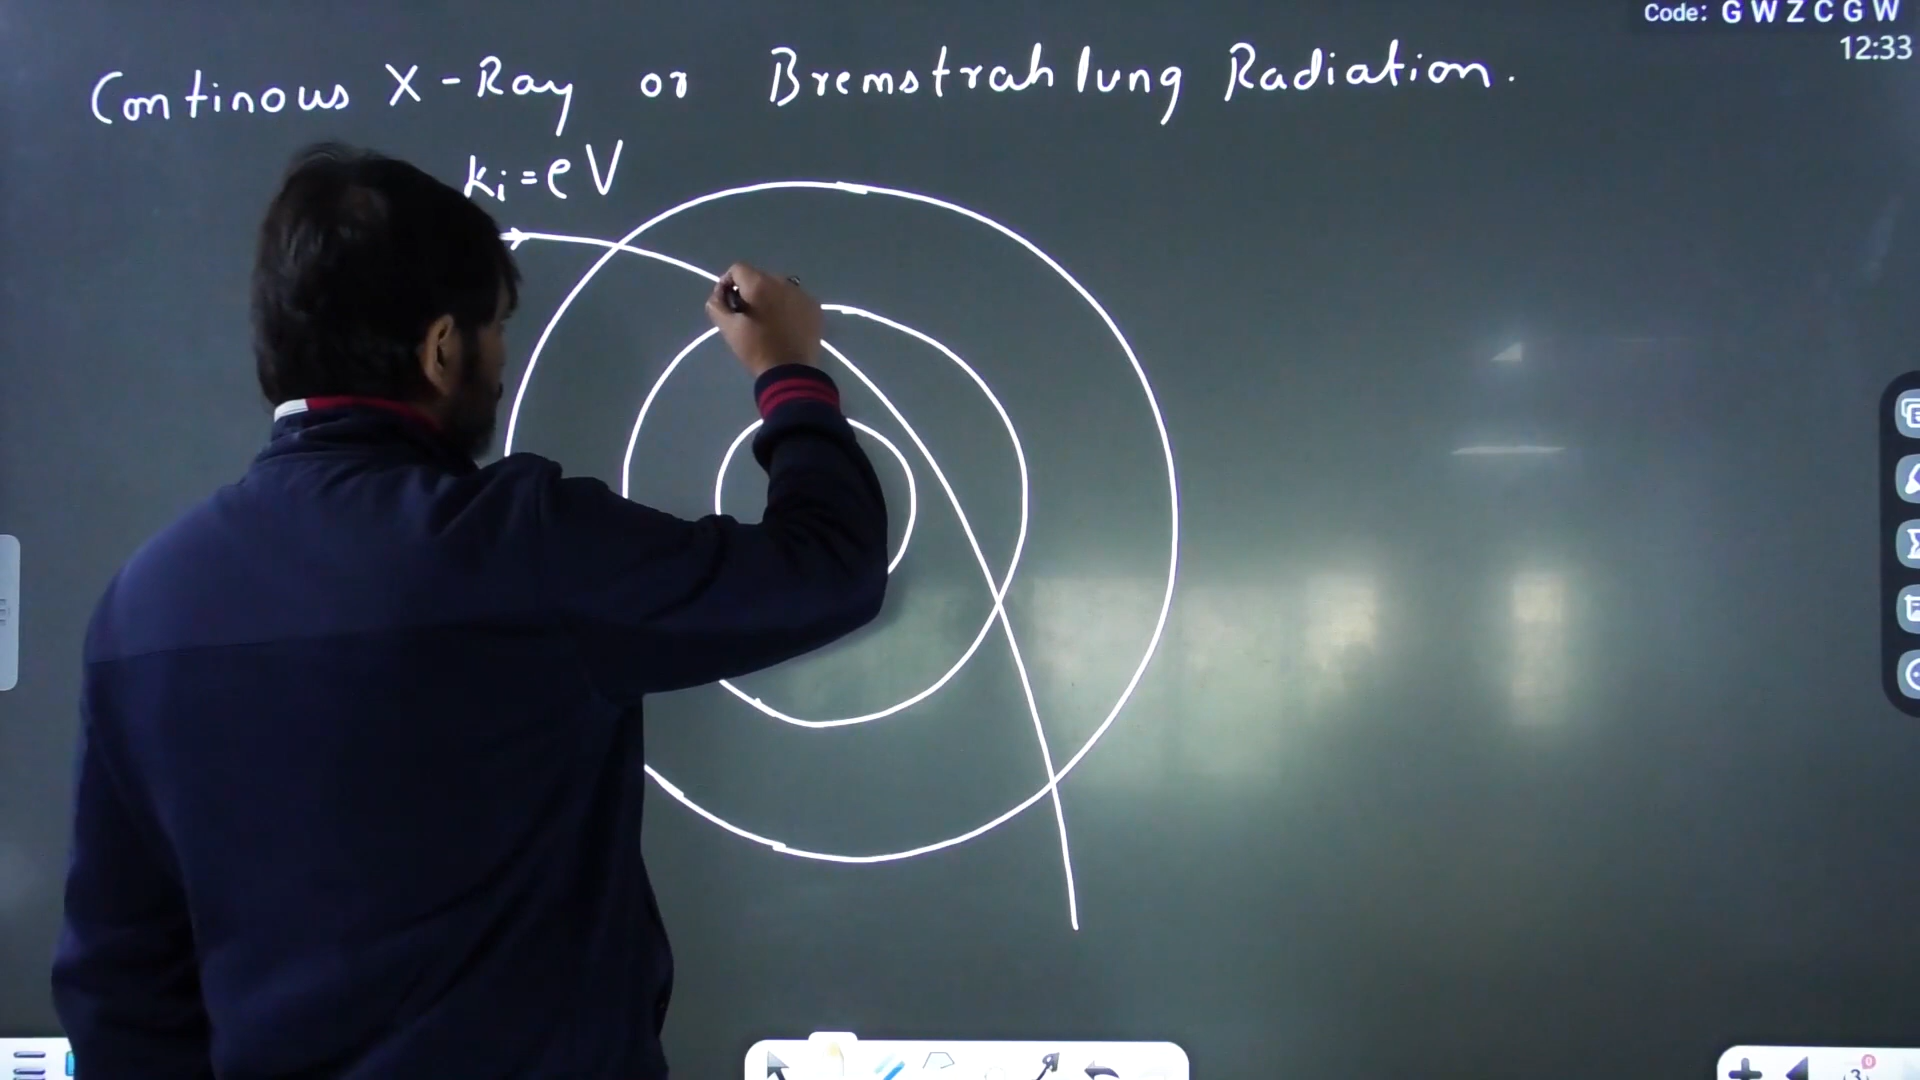 Code: GWZCGW
12:33
Continous X-Ray or Bremstrahlung Radiation.
Ki = eV